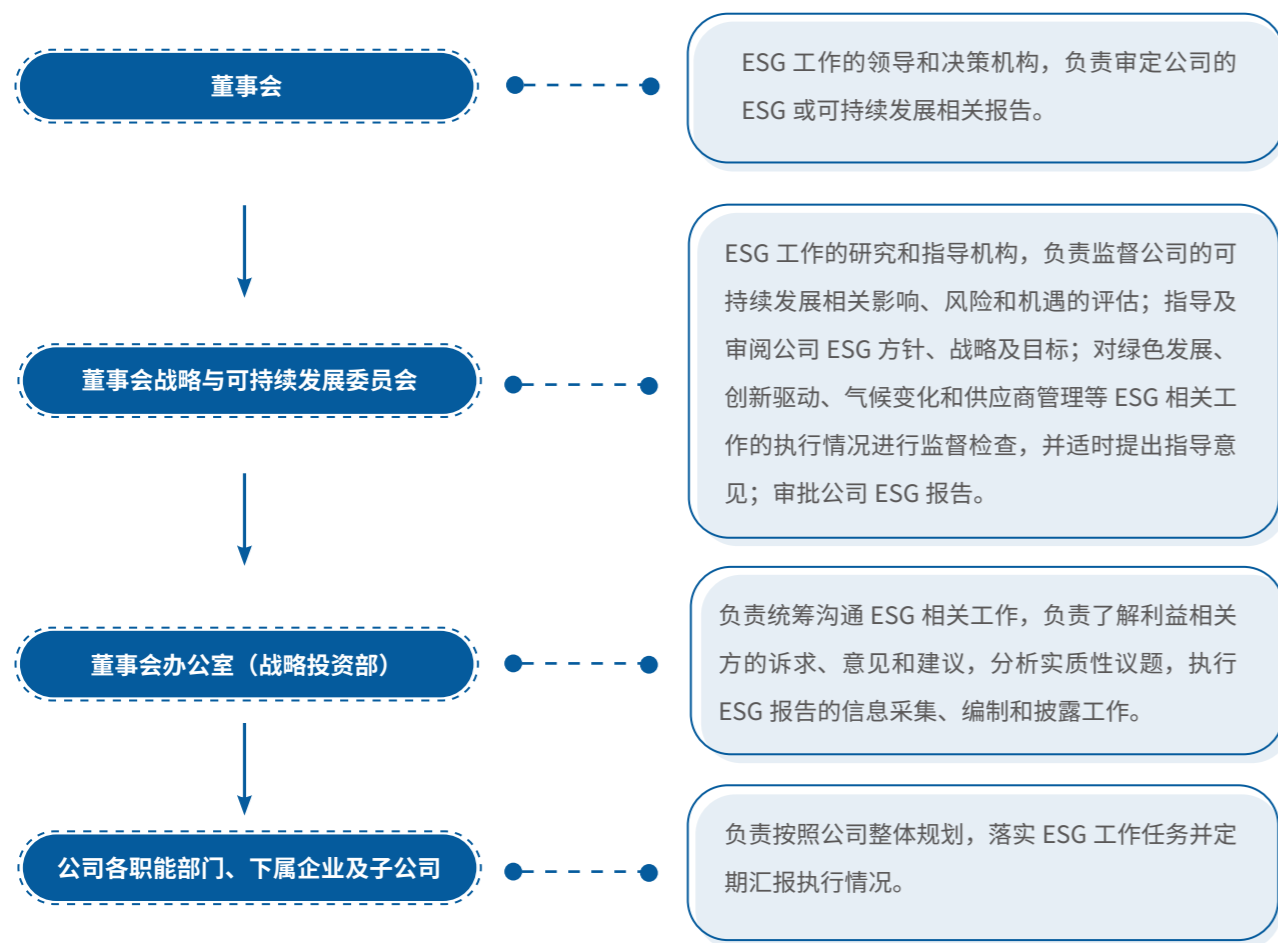 董事会
ESG 工作的领导和决策机构，负责审定公司的
ESG 或可持续发展相关报告。
董事会战略与可持续发展委员会
ESG 工作的研究和指导机构，负责监督公司的可
持续发展相关影响、风险和机遇的评估；指导及
审阅公司 ESG 方针、战略及目标；对绿色发展、
创新驱动、气候变化和供应商管理等 ESG 相关工
作的执行情况进行监督检查，并适时提出指导意
见；审批公司 ESG 报告。
董事会办公室（战略投资部）
负责统筹沟通 ESG 相关工作，负责了解利益相关
方的诉求、意见和建议，分析实质性议题，执行
ESG 报告的信息采集、编制和披露工作。
公司各职能部门、下属企业及子公司
负责按照公司整体规划，落实 ESG 工作任务并定
期汇报执行情况。